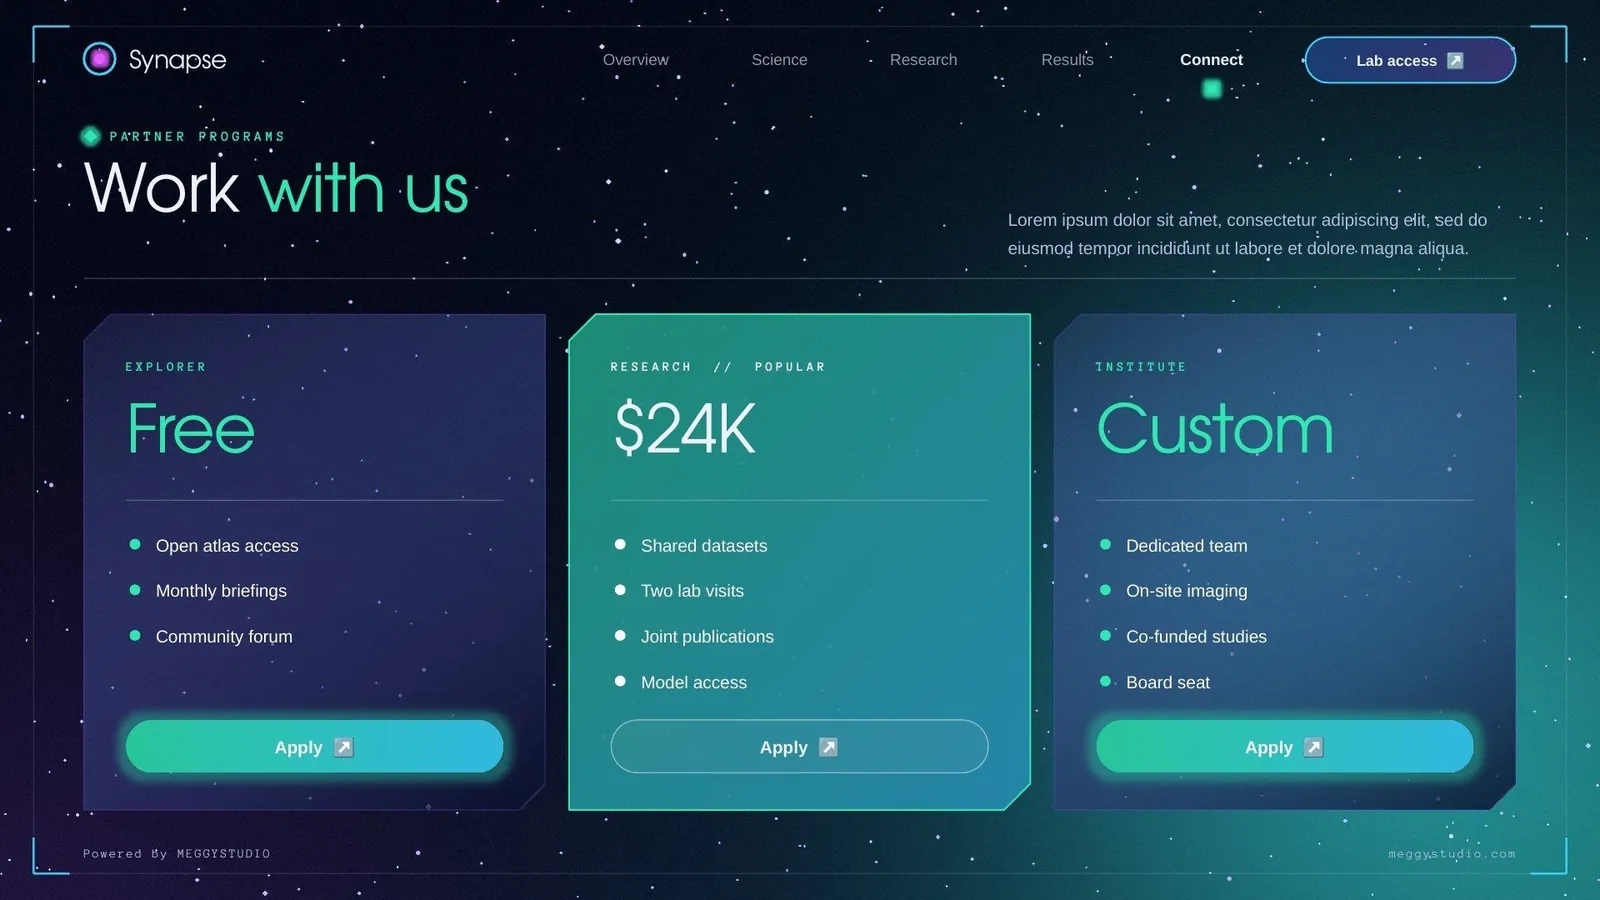 Synapse
Overview
Science
Research
Results
Connect
Lab access ↗
PARTNER PROGRAMS
Work with us
Lorem ipsum dolor sit amet, consectetur adipiscing elit, sed do
eiusmod tempor incididunt ut labore et dolore magna aliqua.
EXPLORER
Free
Open atlas access
Monthly briefings
Community forum
Apply ↗
RESEARCH // POPULAR
$24K
Shared datasets
Two lab visits
Joint publications
Model access
Apply ↗
INSTITUTE
Custom
Dedicated team
On-site imaging
Co-funded studies
Board seat
Apply ↗
Powered by MEGGYSTUDIO
meggystudio.com